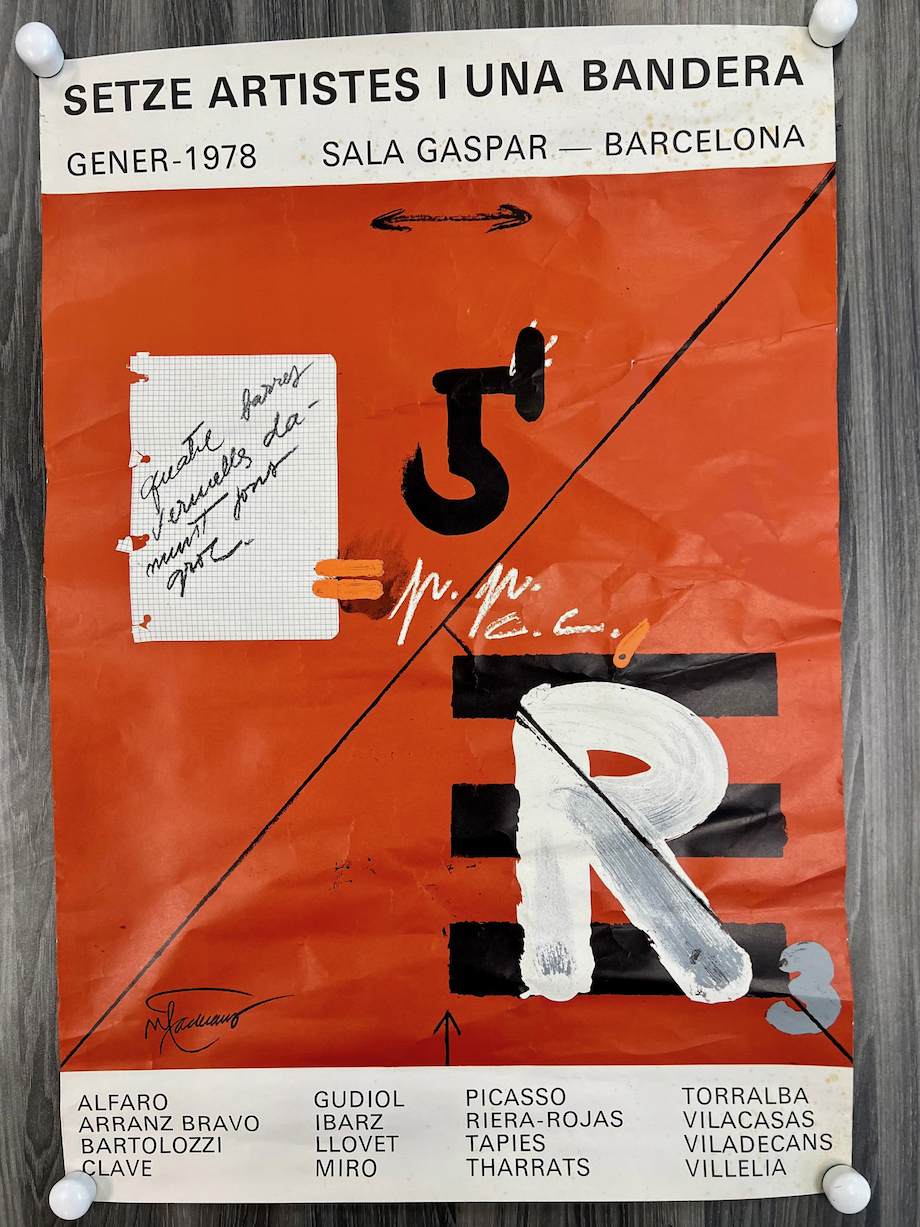 SETZE ARTISTES I UNA BANDERA
GENER-1978 SALA GASPAR — BARCELONA
5
quatre barres
vermelles da-
munt fons
groc.
=
p. p.
c. c.
R
3
ALFARO
ARRANZ BRAVO
BARTOLOZZI
CLAVE
GUDIOL
IBARZ
LLOVET
MIRO
PICASSO
RIERA-ROJAS
TAPIES
THARRATS
TORRALBA
VILACASAS
VILADECANS
VILLELIA